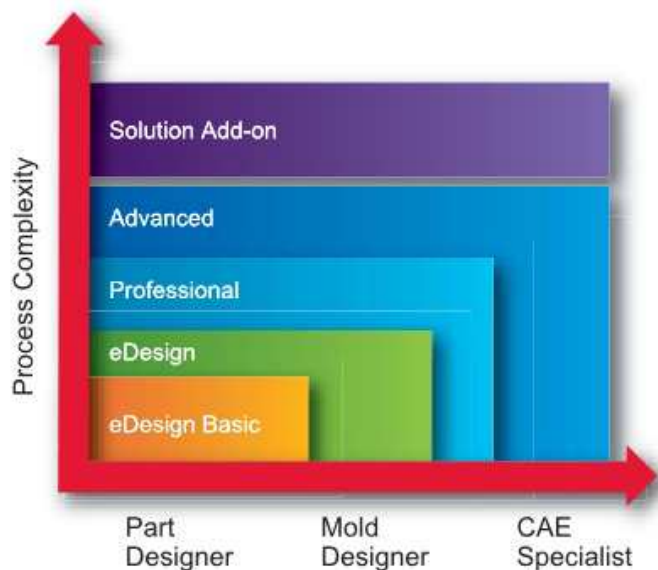 Process Complexity
Solution Add-on
Advanced
Professional
eDesign
eDesign Basic
Part
Designer
Mold
Designer
CAE
Specialist